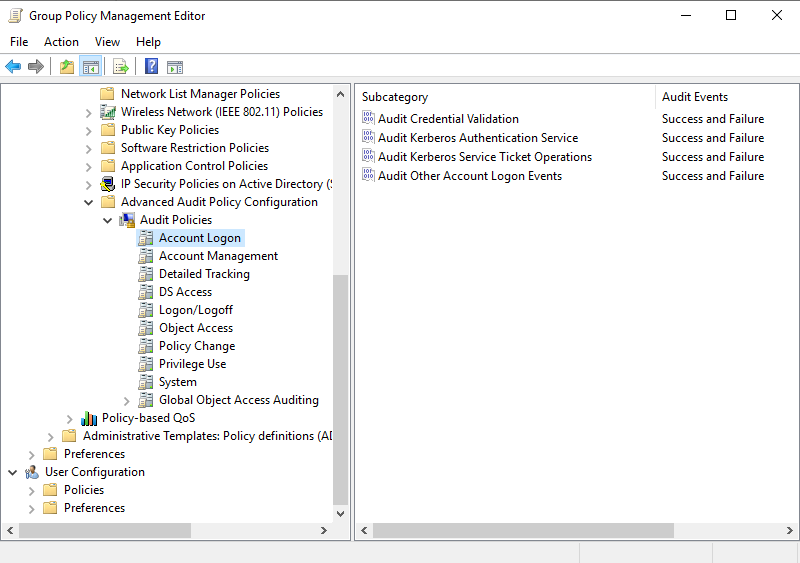 Group Policy Management Editor
File Action View Help
Network List Manager Policies
Wireless Network (IEEE 802.11) Policies
Public Key Policies
Software Restriction Policies
Application Control Policies
IP Security Policies on Active Directory (
Advanced Audit Policy Configuration
Audit Policies
Account Logon
Account Management
Detailed Tracking
DS Access
Logon/Logoff
Object Access
Policy Change
Privilege Use
System
Global Object Access Auditing
Policy-based QoS
Administrative Templates: Policy definitions (AD
Preferences
User Configuration
Policies
Preferences
Subcategory Audit Events
Audit Credential Validation Success and Failure
Audit Kerberos Authentication Service Success and Failure
Audit Kerberos Service Ticket Operations Success and Failure
Audit Other Account Logon Events Success and Failure